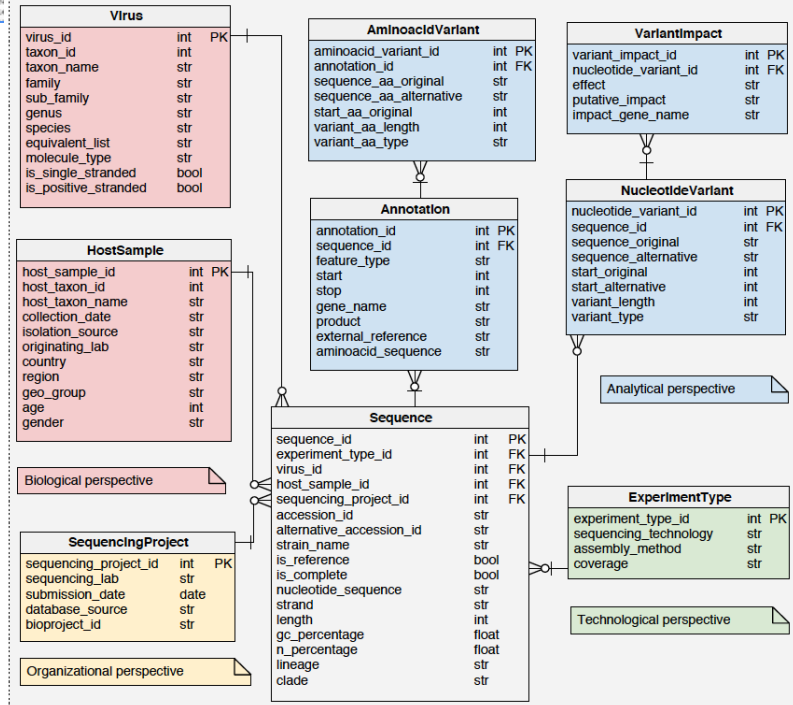 Virus
virus_id int PK
taxon_id int
taxon_name str
family str
sub_family str
genus str
species str
equivalent_list str
molecule_type str
is_single_stranded bool
is_positive_stranded bool
HostSample
host_sample_id int PK
host_taxon_id int
host_taxon_name str
collection_date str
isolation_source str
originating_lab str
country str
region str
geo_group str
age int
gender str
Biological perspective
SequencingProject
sequencing_project_id int PK
sequencing_lab str
submission_date date
database_source str
bioproject_id str
Organizational perspective
AminoacidVariant
aminoacid_variant_id int PK
annotation_id int FK
sequence_aa_original str
sequence_aa_alternative str
start_aa_original int
variant_aa_length int
variant_aa_type str
Annotation
annotation_id int PK
sequence_id int FK
feature_type str
start int
stop int
gene_name str
product str
external_reference str
aminoacid_sequence str
Sequence
sequence_id int PK
experiment_type_id int FK
virus_id int FK
host_sample_id int FK
sequencing_project_id int FK
accession_id str
alternative_accession_id str
strain_name str
is_reference bool
is_complete bool
nucleotide_sequence str
strand str
length int
gc_percentage float
n_percentage float
lineage str
clade str
VariantImpact
variant_impact_id int PK
nucleotide_variant_id int FK
effect str
putative_impact str
impact_gene_name str
NucleotideVariant
nucleotide_variant_id int PK
sequence_id int FK
sequence_original str
sequence_alternative str
start_original int
start_alternative int
variant_length int
variant_type str
Analytical perspective
ExperimentType
experiment_type_id int PK
sequencing_technology str
assembly_method str
coverage str
Technological perspective